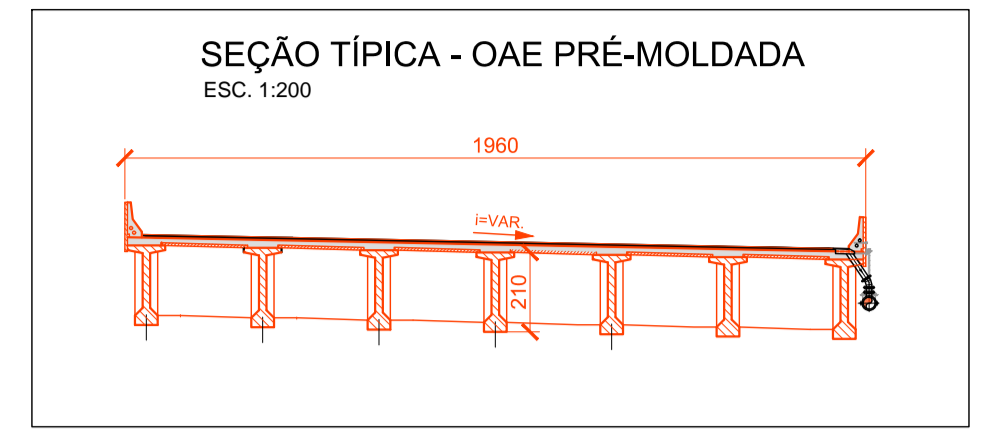 SEÇÃO TÍPICA - OAE PRÉ-MOLDADA
ESC. 1:200
1960
i=VAR.
210